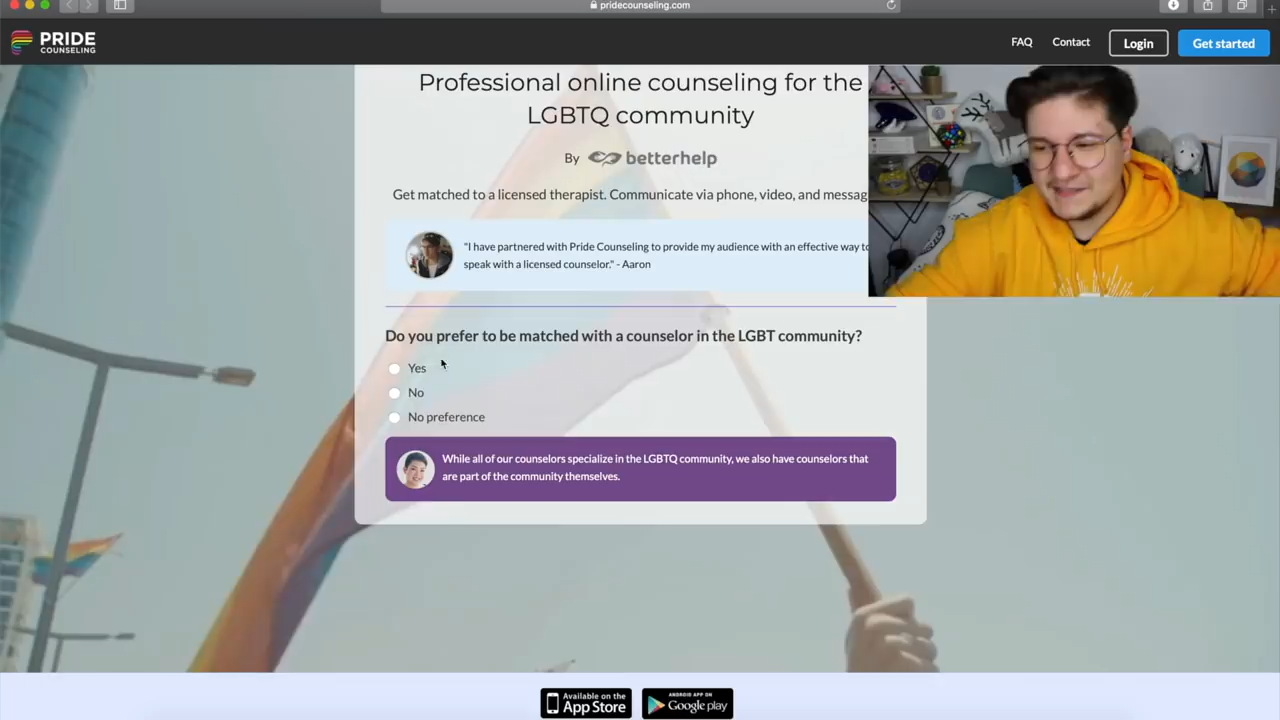 pridecounseling.com
PRIDE
COUNSELING
FAQ
Contact
Login
Get started
Professional online counseling for the
LGBTQ community
By betterhelp
Get matched to a licensed therapist. Communicate via phone, video, and messag
"I have partnered with Pride Counseling to provide my audience with an effective way to
speak with a licensed counselor." - Aaron
Do you prefer to be matched with a counselor in the LGBT community?
Yes
No
No preference
While all of our counselors specialize in the LGBTQ community, we also have counselors that
are part of the community themselves.
Available on the
App Store
ANDROID APP ON
Google play